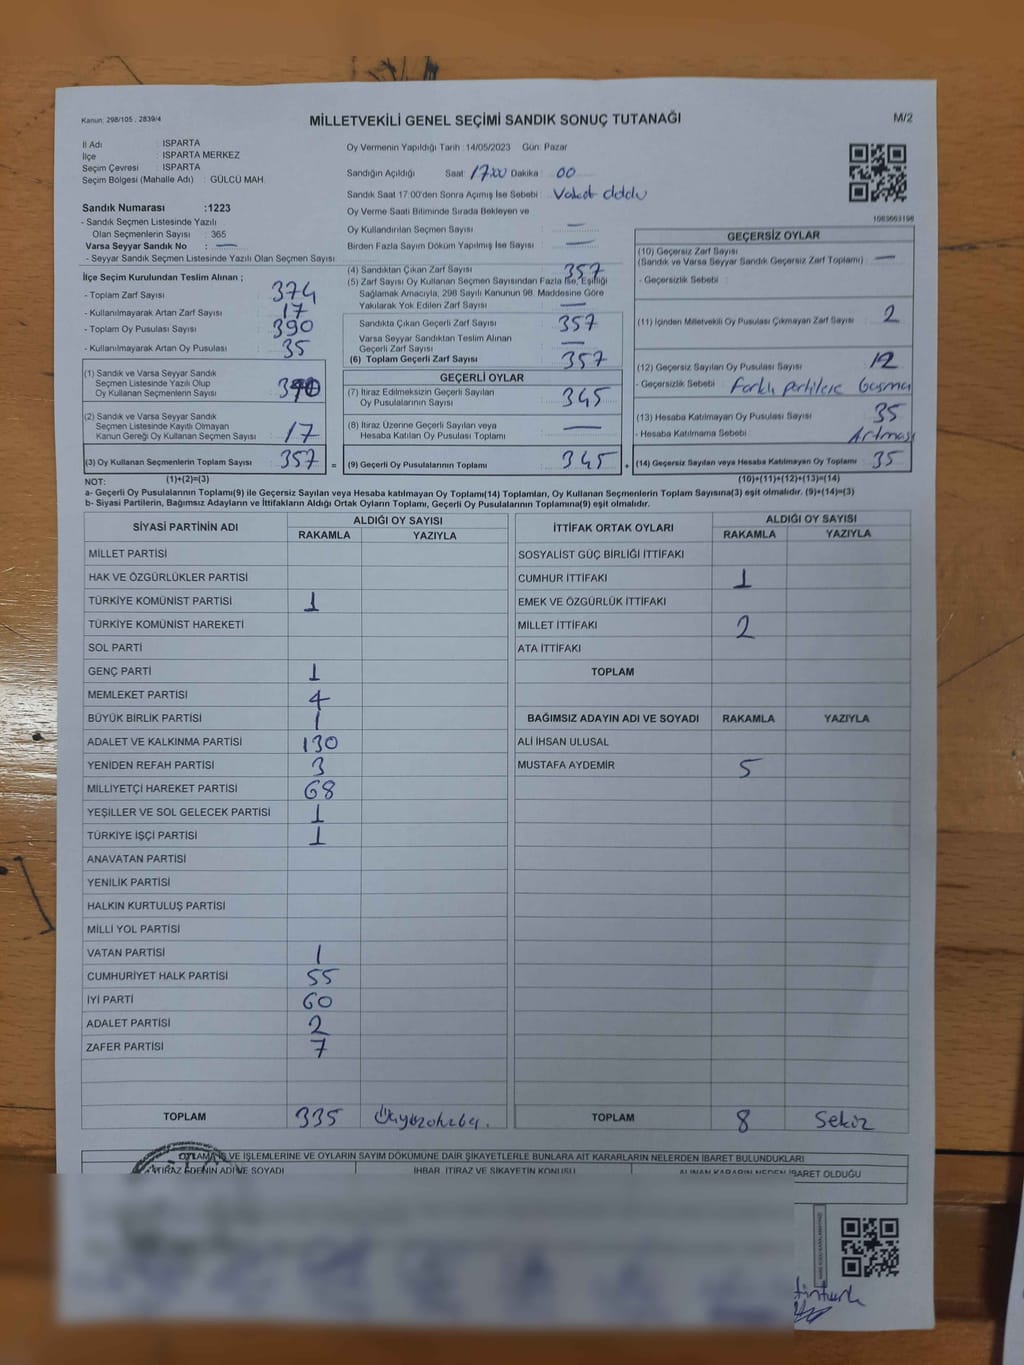 Kanun: 298/105 , 2839/4
MİLLETVEKİLİ GENEL SEÇİMİ SANDIK SONUÇ TUTANAĞI
M/2
İl Adı : ISPARTA
İlçe : ISPARTA MERKEZ
Seçim Çevresi : ISPARTA
Seçim Bölgesi (Mahalle Adı) : GÜLCÜ MAH.
Oy Vermenin Yapıldığı Tarih : 14/05/2023 Gün: Pazar
Sandığın Açıldığı Saat: 17:00 Dakika : 00
Sandık Saat 17:00'den Sonra Açımış İse Sebebi :
Oy Verme Saati Bitiminde Sırada Bekleyen ve
Oy Kullandırılan Seçmen Sayısı : —
Birden Fazla Sayım Döküm Yapılmış İse Sayısı : —
1083663198
Sandık Numarası :1223
- Sandık Seçmen Listesinde Yazılı
Olan Seçmenlerin Sayısı : 365
Varsa Seyyar Sandık No : —
- Seyyar Sandık Seçmen Listesinde Yazılı Olan Seçmen Sayısı :
İlçe Seçim Kurulundan Teslim Alınan ;
- Toplam Zarf Sayısı : 374
- Kullanılmayarak Artan Zarf Sayısı : 17
- Toplam Oy Pusulası Sayısı : 390
- Kullanılmayarak Artan Oy Pusulası : 35
(1) Sandık ve Varsa Seyyar Sandık
Seçmen Listesinde Yazılı Olup
Oy Kullanan Seçmenlerin Sayısı :
(2) Sandık ve Varsa Seyyar Sandık
Seçmen Listesinde Kayıtlı Olmayan
Kanun Gereği Oy Kullanan Seçmen Sayısı : 17
(3) Oy Kullanan Seçmenlerin Toplam Sayısı : 357 =
(1)+(2)=(3)
(4) Sandıktan Çıkan Zarf Sayısı : 357
(5) Zarf Sayısı Oy Kullanan Seçmen Sayısından Fazla İse, Eşitliği
Sağlamak Amacıyla, 298 Sayılı Kanunun 98. Maddesine Göre
Yakılarak Yok Edilen Zarf Sayısı : —
Sandıkta Çıkan Geçerli Zarf Sayısı : 357
Varsa Seyyar Sandıktan Teslim Alınan
Geçerli Zarf Sayısı : —
(6) Toplam Geçerli Zarf Sayısı : 357
GEÇERLİ OYLAR
(7) İtiraz Edilmeksizin Geçerli Sayılan
Oy Pusulalarının Sayısı : 345
(8) İtiraz Üzerine Geçerli Sayılan veya
Hesaba Katılan Oy Pusulası Toplamı : —
(9) Geçerli Oy Pusulalarının Toplamı : 345 +
GEÇERSİZ OYLAR
(10) Geçersiz Zarf Sayısı
(Sandık ve Varsa Seyyar Sandık Geçersiz Zarf Toplamı) : —
- Geçersizlik Sebebi :
(11) İçinden Milletvekili Oy Pusulası Çıkmayan Zarf Sayısı : 2
(12) Geçersiz Sayılan Oy Pusulası Sayısı : 12
- Geçersizlik Sebebi : Farklı partilere basma
(13) Hesaba Katılmayan Oy Pusulası Sayısı : 35
- Hesaba Katılmama Sebebi : Artması
(14) Geçersiz Sayılan veya Hesaba Katılmayan Oy Toplamı : 35
(10)+(11)+(12)+(13)=(14)
NOT:
a- Geçerli Oy Pusulalarının Toplamı(9) ile Geçersiz Sayılan veya Hesaba katılmayan Oy Toplamı(14) Toplamları, Oy Kullanan Seçmenlerin Toplam Sayısına(3) eşit olmalıdır. (9)+(14)=(3)
b- Siyasi Partilerin, Bağımsız Adayların ve İttifakların Aldığı Ortak Oyların Toplamı, Geçerli Oy Pusulalarının Toplamına(9) eşit olmalıdır.
SİYASİ PARTİNİN ADI
ALDIĞI OY SAYISI
RAKAMLA YAZIYLA
MİLLET PARTİSİ
HAK VE ÖZGÜRLÜKLER PARTİSİ
TÜRKİYE KOMÜNİST PARTİSİ 1
TÜRKİYE KOMÜNİST HAREKETİ
SOL PARTİ
GENÇ PARTİ 1
MEMLEKET PARTİSİ 4
BÜYÜK BİRLİK PARTİSİ 1
ADALET VE KALKINMA PARTİSİ 130
YENİDEN REFAH PARTİSİ 3
MİLLİYETÇİ HAREKET PARTİSİ 68
YEŞİLLER VE SOL GELECEK PARTİSİ 1
TÜRKİYE İŞÇİ PARTİSİ 1
ANAVATAN PARTİSİ
YENİLİK PARTİSİ
HALKIN KURTULUŞ PARTİSİ
MİLLİ YOL PARTİSİ
VATAN PARTİSİ 1
CUMHURİYET HALK PARTİSİ 55
İYİ PARTİ 60
ADALET PARTİSİ 2
ZAFER PARTİSİ 7
TOPLAM 335
İTTİFAK ORTAK OYLARI
ALDIĞI OY SAYISI
RAKAMLA YAZIYLA
SOSYALİST GÜÇ BİRLİĞİ İTTİFAKI
CUMHUR İTTİFAKI 1
EMEK VE ÖZGÜRLÜK İTTİFAKI
MİLLET İTTİFAKI 2
ATA İTTİFAKI
TOPLAM
BAĞIMSIZ ADAYIN ADI VE SOYADI RAKAMLA YAZIYLA
ALİ İHSAN ULUSAL
MUSTAFA AYDEMİR 5
TOPLAM 8 Sekiz
OYLAMA İŞ VE İŞLEMLERİNE VE OYLARIN SAYIM DÖKÜMÜNE DAİR ŞİKAYETLERLE BUNLARA AİT KARARLARIN NELERDEN İBARET BULUNDUKLARI
İTİRAZ EDENİN ADI VE SOYADI İHBAR, İTİRAZ VE ŞİKAYETİN KONUSU ALINAN KARARIN NEDEN İBARET OLDUĞU